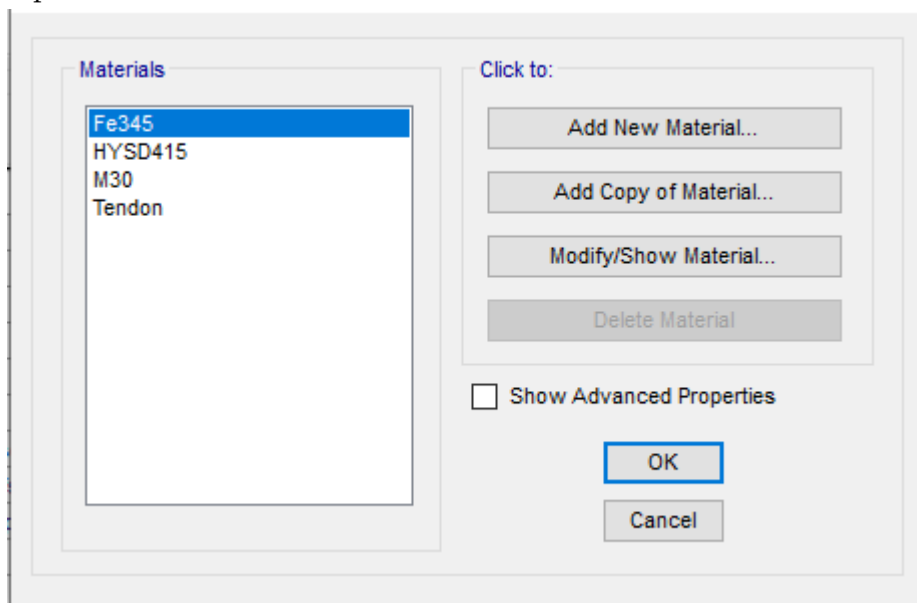 Materials
Fe345
HYSD415
M30
Tendon
Click to:
Add New Material...
Add Copy of Material...
Modify/Show Material...
Delete Material
Show Advanced Properties
OK
Cancel